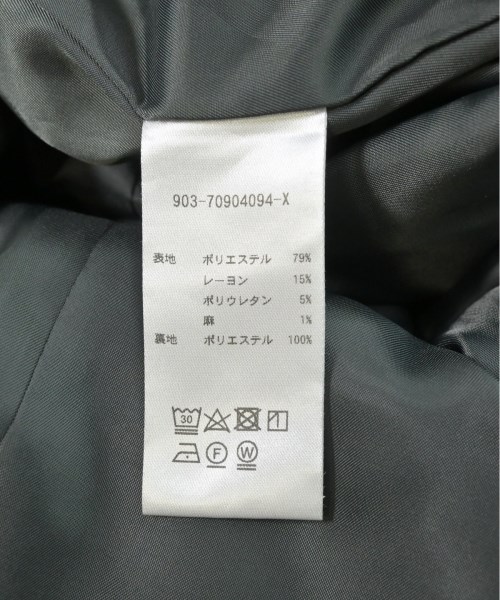 903-70904094-X
表地 ポリエステル 79%
レーヨン 15%
ポリウレタン 5%
麻 1%
裏地 ポリエステル 100%
30
F W